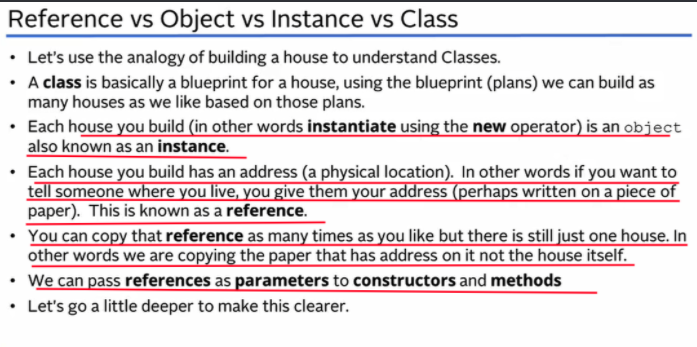 Reference vs Object vs Instance vs Class
• Let's use the analogy of building a house to understand Classes.
• A class is basically a blueprint for a house, using the blueprint (plans) we can build as
many houses as we like based on those plans.
• Each house you build (in other words instantiate using the new operator) is an object
also known as an instance.
• Each house you build has an address (a physical location). In other words if you want to
tell someone where you live, you give them your address (perhaps written on a piece of
paper). This is known as a reference.
• You can copy that reference as many times as you like but there is still just one house. In
other words we are copying the paper that has address on it not the house itself.
• We can pass references as parameters to constructors and methods
• Let's go a little deeper to make this clearer.